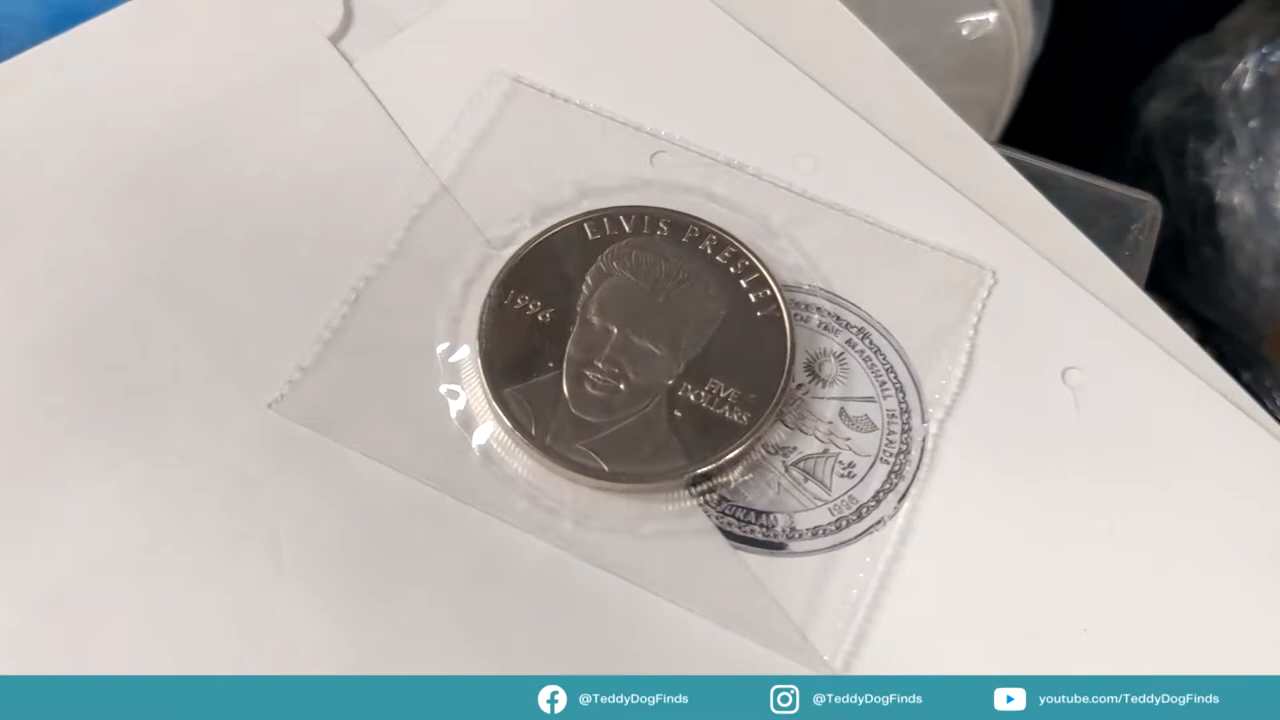 ELVIS PRESLEY
1996
FIVE
DOLLARS
OF THE MARSHALL ISLANDS
1996
@TeddyDogFinds
@TeddyDogFinds
youtube.com/TeddyDogFinds